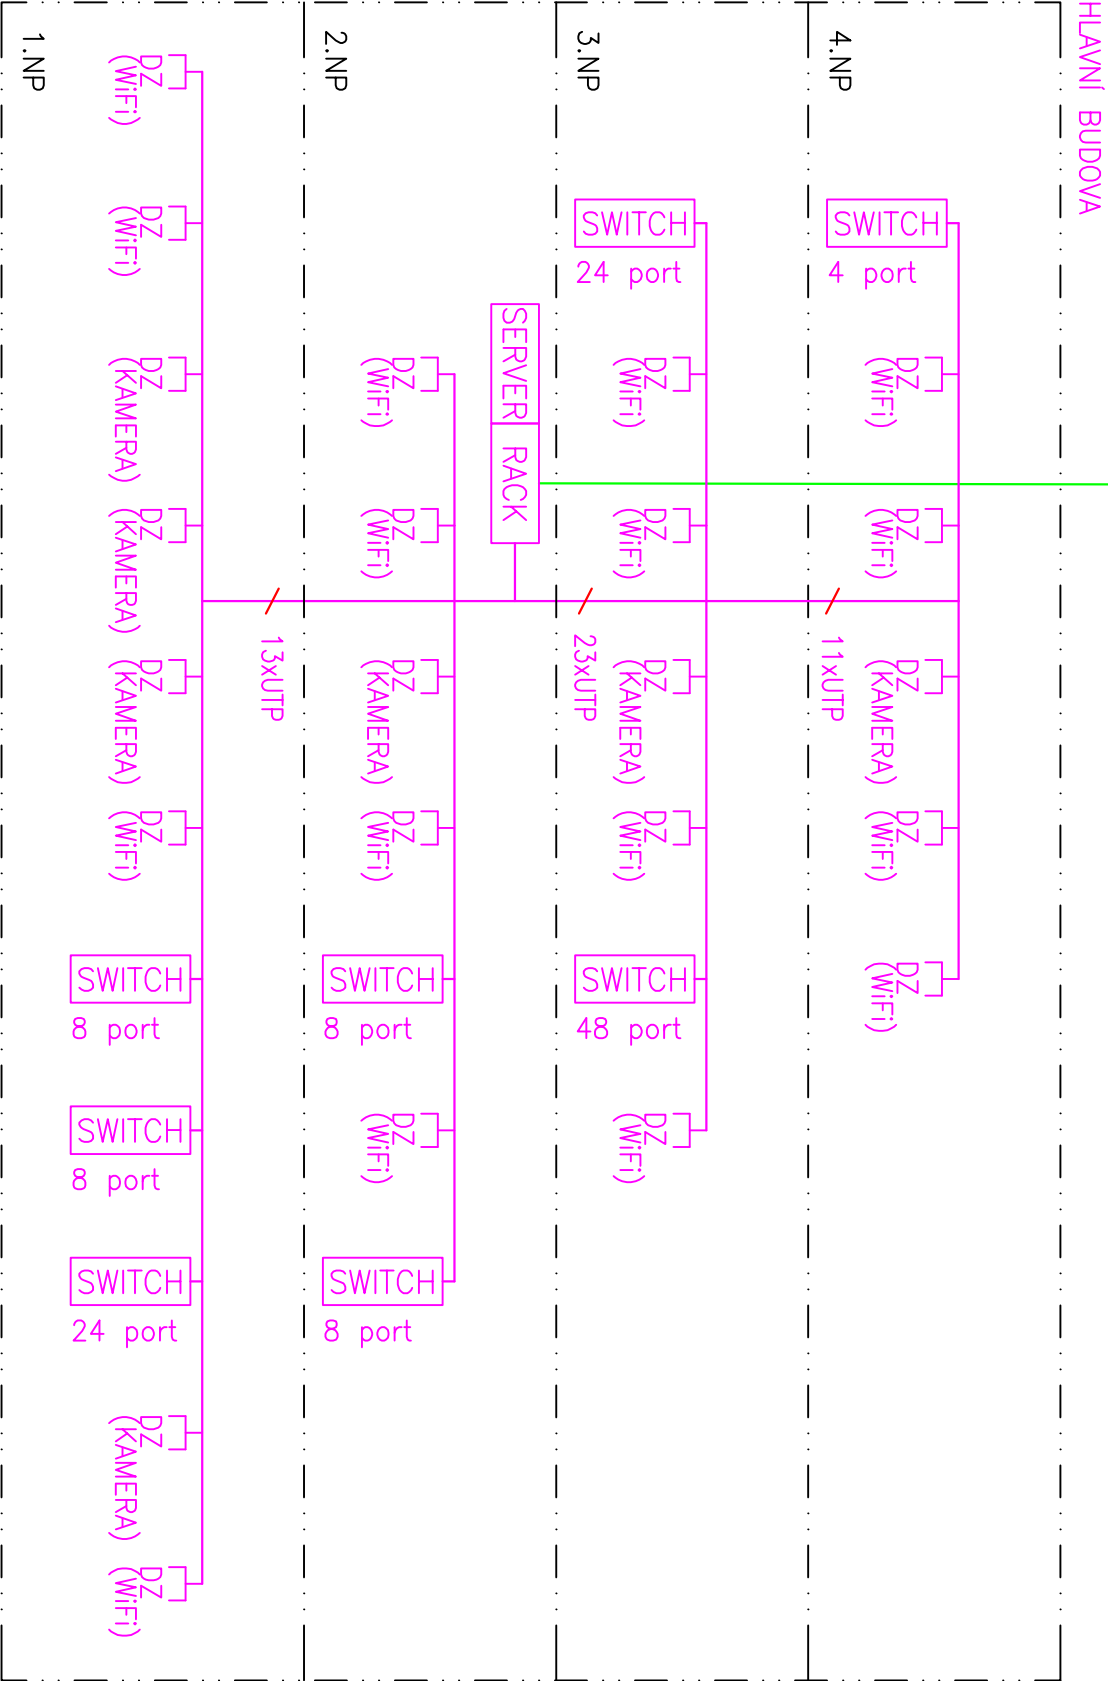 HLAVNÍ BUDOVA
4.NP
SWITCH
4 port
DZ
(WiFi)
DZ
(WiFi)
DZ
(KAMERA)
DZ
(WiFi)
DZ
(WiFi)
11xUTP
3.NP
SWITCH
24 port
DZ
(WiFi)
DZ
(WiFi)
DZ
(KAMERA)
DZ
(WiFi)
SWITCH
48 port
DZ
(WiFi)
23xUTP
SERVER
RACK
2.NP
DZ
(WiFi)
DZ
(WiFi)
DZ
(KAMERA)
DZ
(WiFi)
SWITCH
8 port
DZ
(WiFi)
SWITCH
8 port
13xUTP
1.NP
DZ
(WiFi)
DZ
(WiFi)
DZ
(KAMERA)
DZ
(KAMERA)
DZ
(KAMERA)
DZ
(WiFi)
SWITCH
8 port
SWITCH
8 port
SWITCH
24 port
DZ
(KAMERA)
DZ
(WiFi)